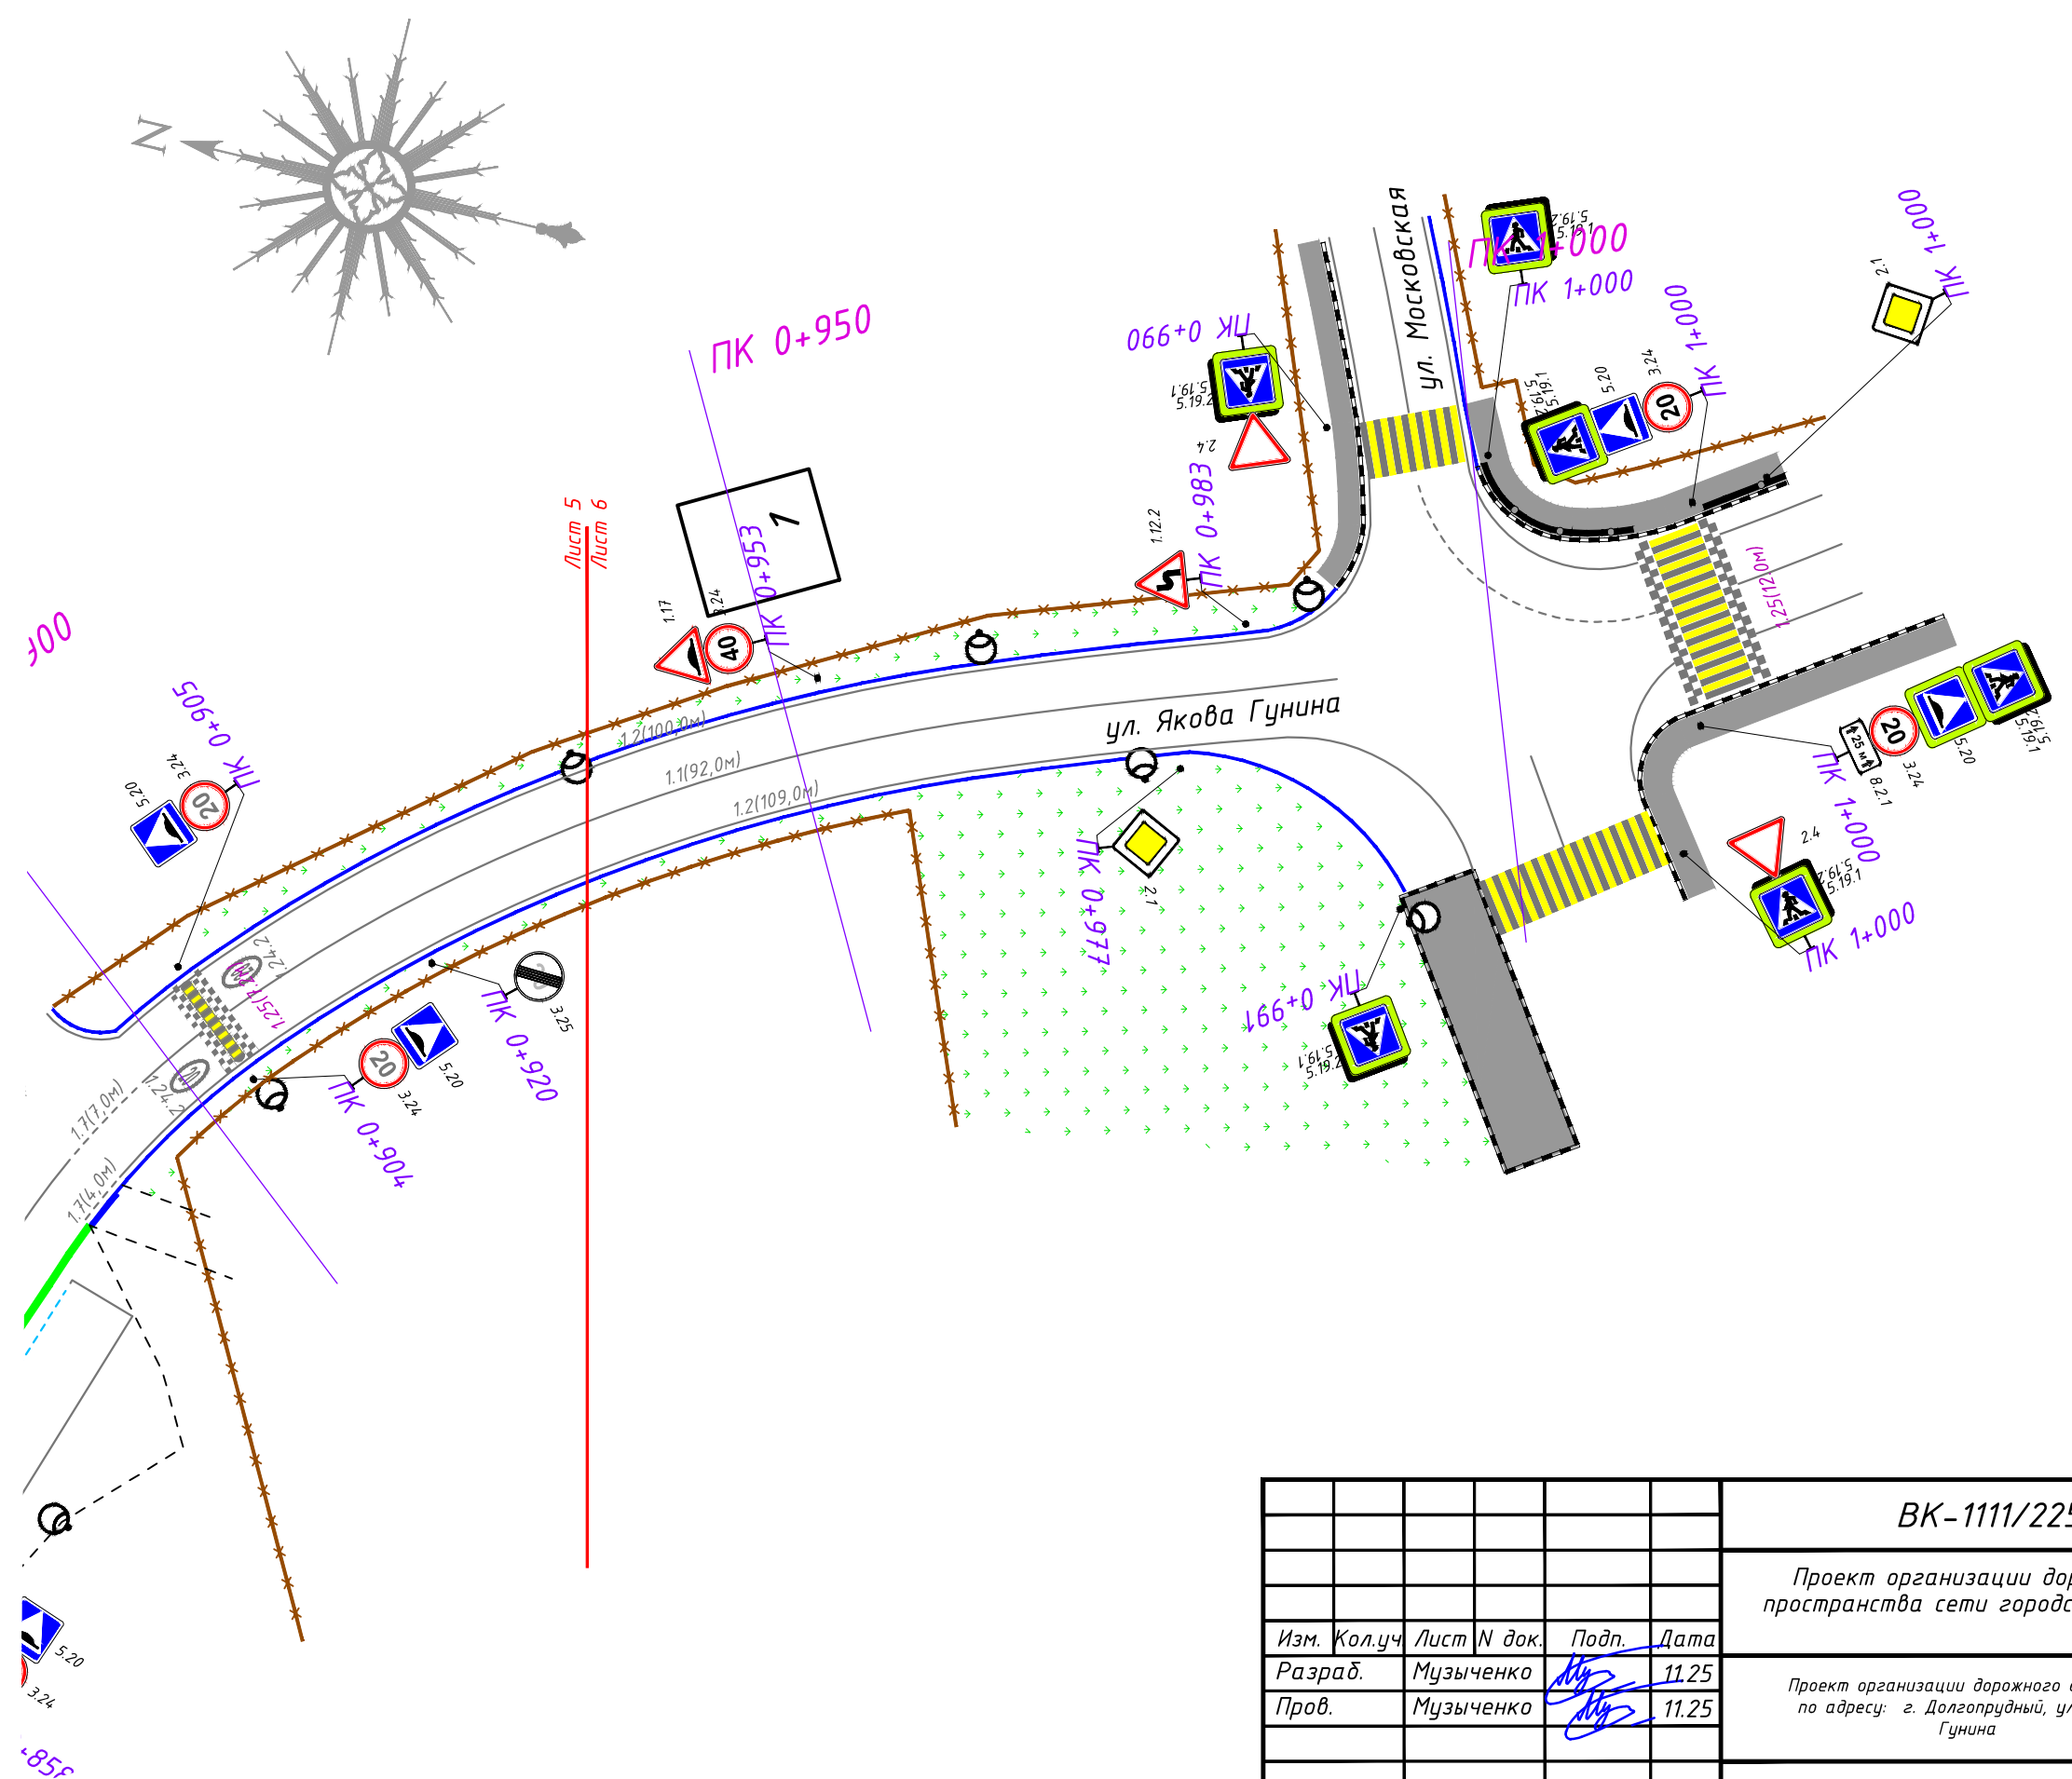 N
ПК 0+950
ул. Московская
5.19.2
5.19.1
ПК 1+000
ПК 1+000
ПК 1+000
2.1
ПК 1+000
ПК 0+990
5.19.1
5.19.2
2.4
5.19.1
5.19.2
5.20
3.24
20
ПК 0+983
1.12.2
1.25(12,0м)
Лист 5
Лист 6
1
ПК 0+953
1.17
3.24
40
ПК 0+905
3.24
5.20
20
1.2(100,0м)
1.1(92,0м)
1.2(109,0м)
ул. Якова Гунина
ПК 0+977
2.1
5.19.2
5.19.1
5.20
3.24
20
8.2.1
25 м
ПК 1+000
2.4
5.19.2
5.19.1
ПК 1+000
ПК 0+991
5.19.1
5.19.2
1.24.2
1.24.2
ПК 0+920
3.25
5.20
3.24
20
ПК 0+904
1.7(7,0м)
1.7(4,0м)
5.20
3.24
ВК-1111/225
Проект организации дор
пространства сети городс
Изм. Кол.уч Лист N док. Подп. Дата
Разраб. Музыченко 11.25
Пров. Музыченко 11.25
Проект организации дорожного
по адресу: г. Долгопрудный, ул
Гунина